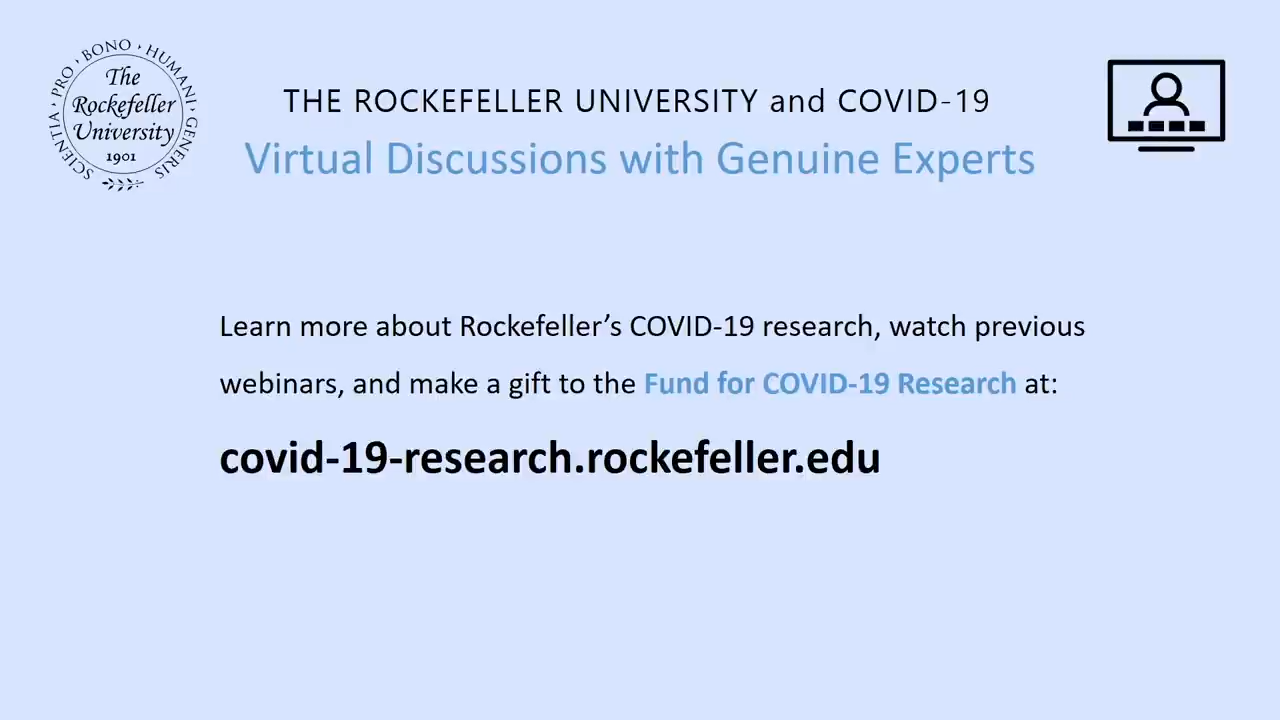 SCIENTIA · PRO · BONO · HUMANI · GENERIS
The
Rockefeller
University
1901
THE ROCKEFELLER UNIVERSITY and COVID-19
Virtual Discussions with Genuine Experts
Learn more about Rockefeller’s COVID-19 research, watch previous
webinars, and make a gift to the Fund for COVID-19 Research at:
covid-19-research.rockefeller.edu